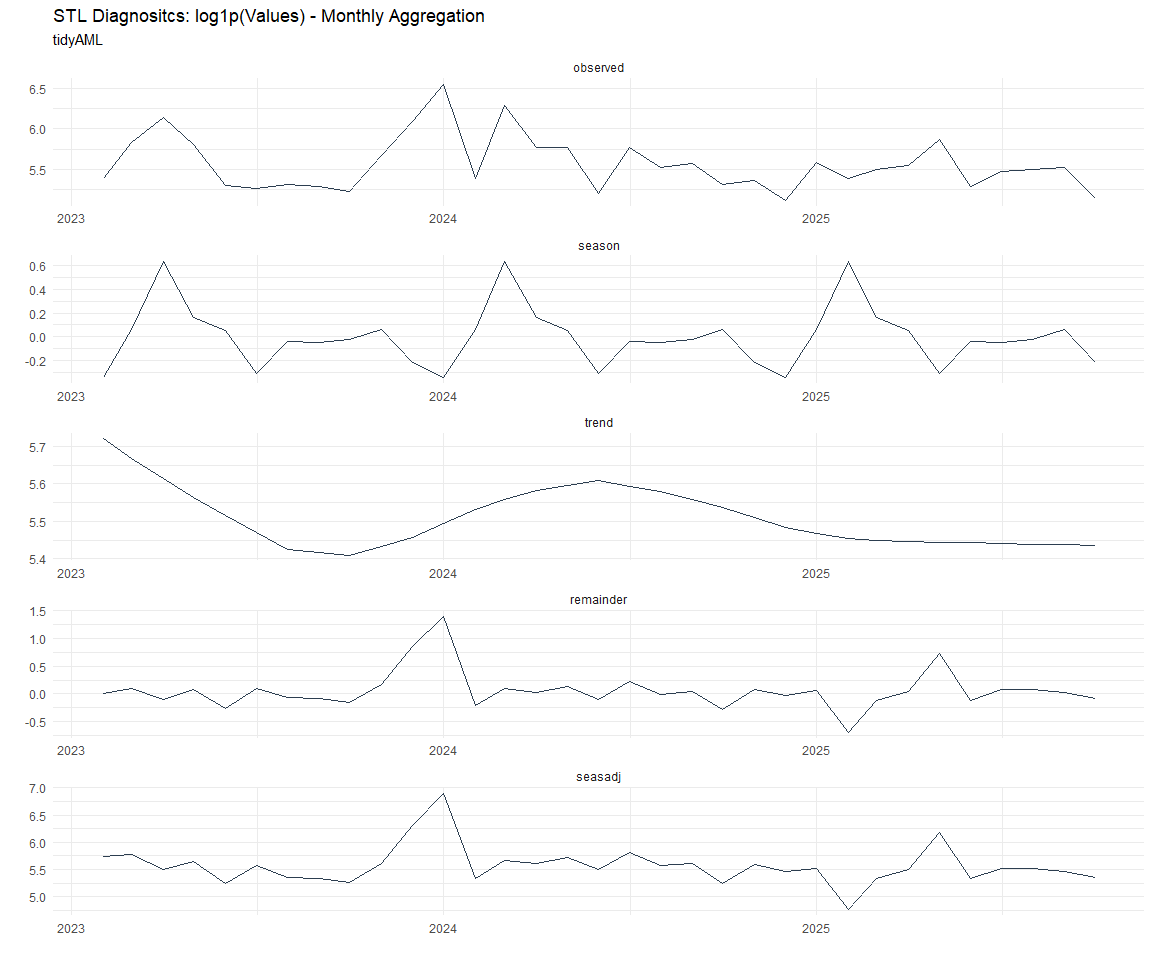 STL Diagnositcs: log1p(Values) - Monthly Aggregation
tidyAML
observed
6.5
6.0
5.5
2023 2024 2025
season
0.6
0.4
0.2
0.0
-0.2
2023 2024 2025
trend
5.7
5.6
5.5
5.4
2023 2024 2025
remainder
1.5
1.0
0.5
0.0
-0.5
2023 2024 2025
seasadj
7.0
6.5
6.0
5.5
5.0
2023 2024 2025